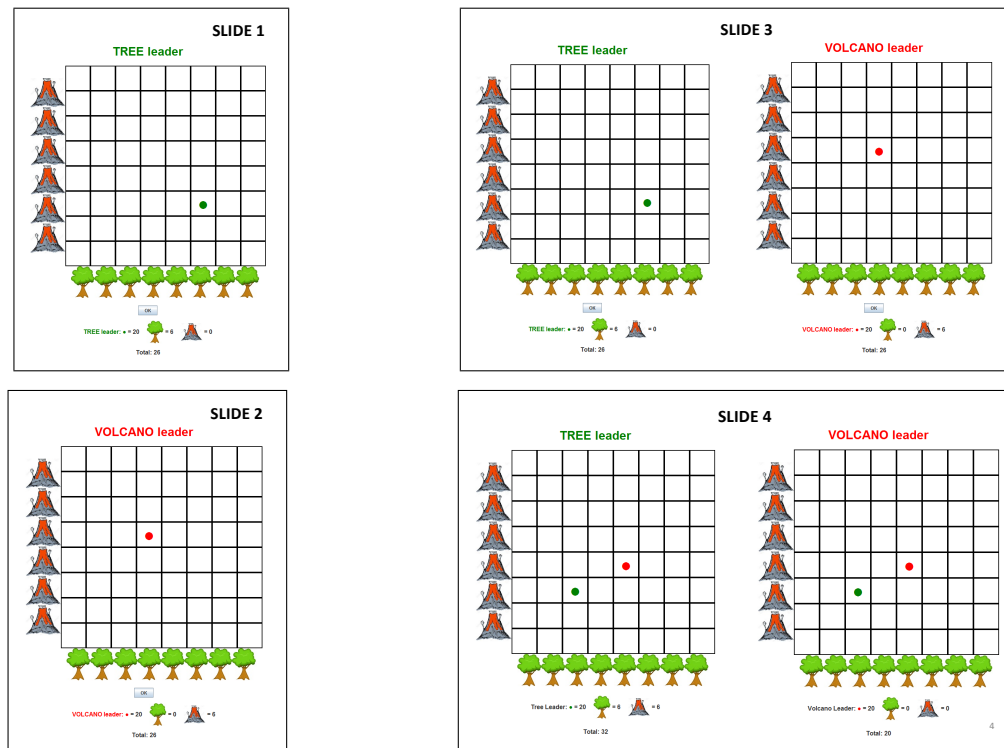 SLIDE 1
TREE leader
OK
TREE leader: • = 20 = 6 = 0
Total: 26
SLIDE 2
VOLCANO leader
OK
VOLCANO leader: • = 20 = 0 = 6
Total: 26
SLIDE 3
TREE leader VOLCANO leader
OK OK
TREE leader: • = 20 = 6 = 0 VOLCANO leader: • = 20 = 0 = 6
Total: 26 Total: 26
SLIDE 4
TREE leader VOLCANO leader
Tree Leader: • = 20 = 6 = 6 Volcano Leader: • = 20 = 0 = 0
Total: 32 Total: 20
4